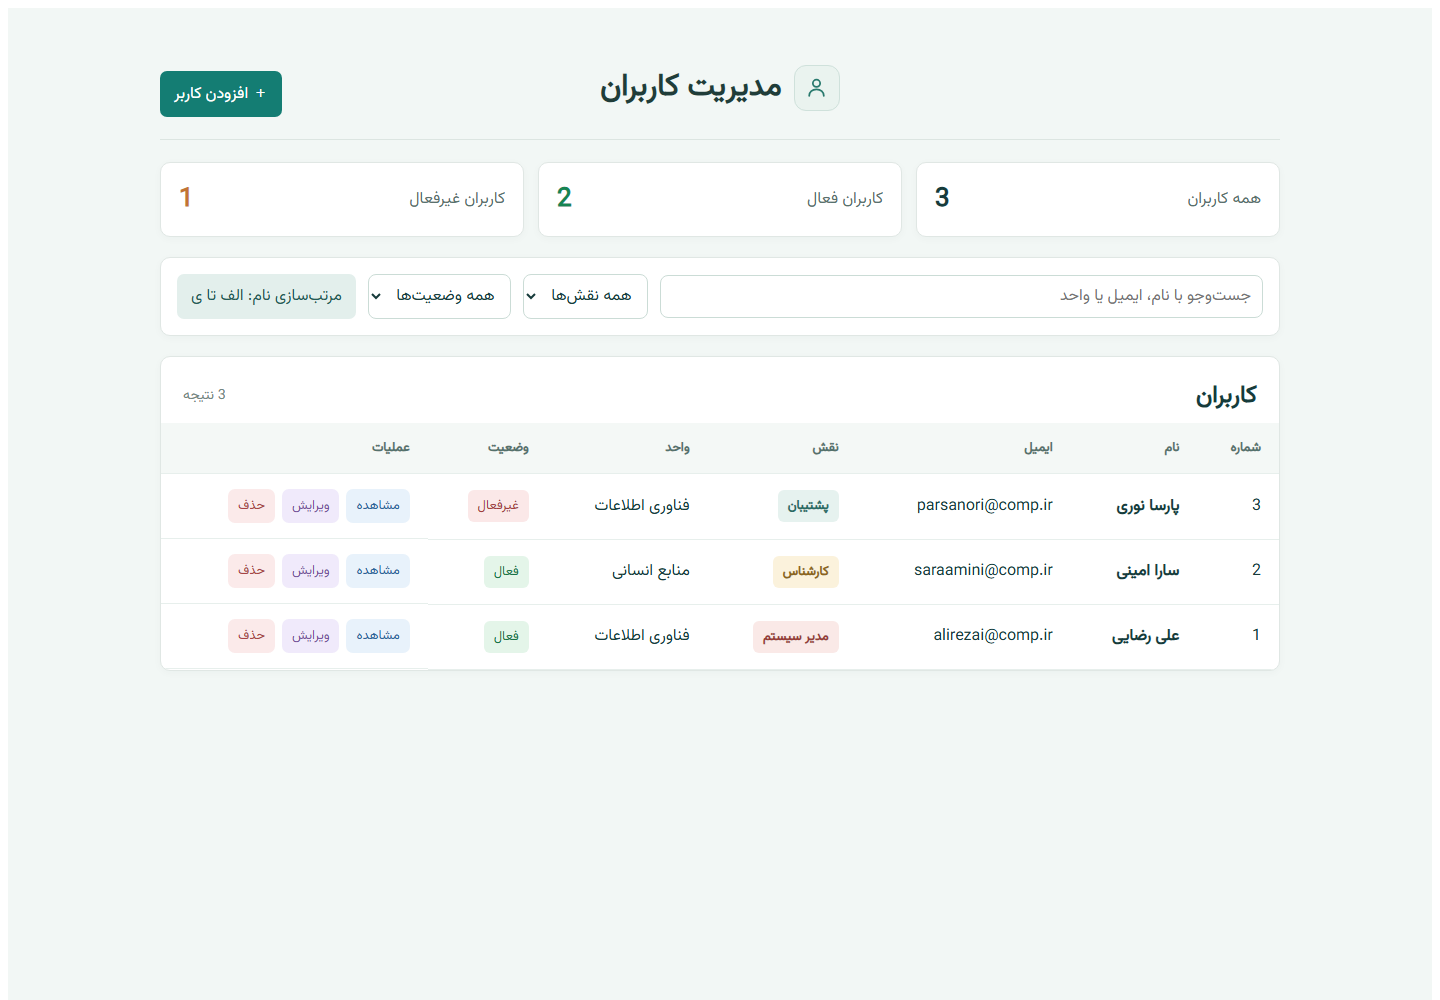 مدیریت کاربران
+ افزودن کاربر
همه کاربران 3
کاربران فعال 2
کاربران غیرفعال 1
جست‌وجو با نام، ایمیل یا واحد
همه نقش‌ها
همه وضعیت‌ها
مرتب‌سازی نام: الف تا ی
کاربران
3 نتیجه
شماره نام ایمیل نقش واحد وضعیت عملیات
3 پارسا نوری parsanori@comp.ir پشتیبان فناوری اطلاعات غیرفعال مشاهده ویرایش حذف
2 سارا امینی saraamini@comp.ir کارشناس منابع انسانی فعال مشاهده ویرایش حذف
1 علی رضایی alirezai@comp.ir مدیر سیستم فناوری اطلاعات فعال مشاهده ویرایش حذف